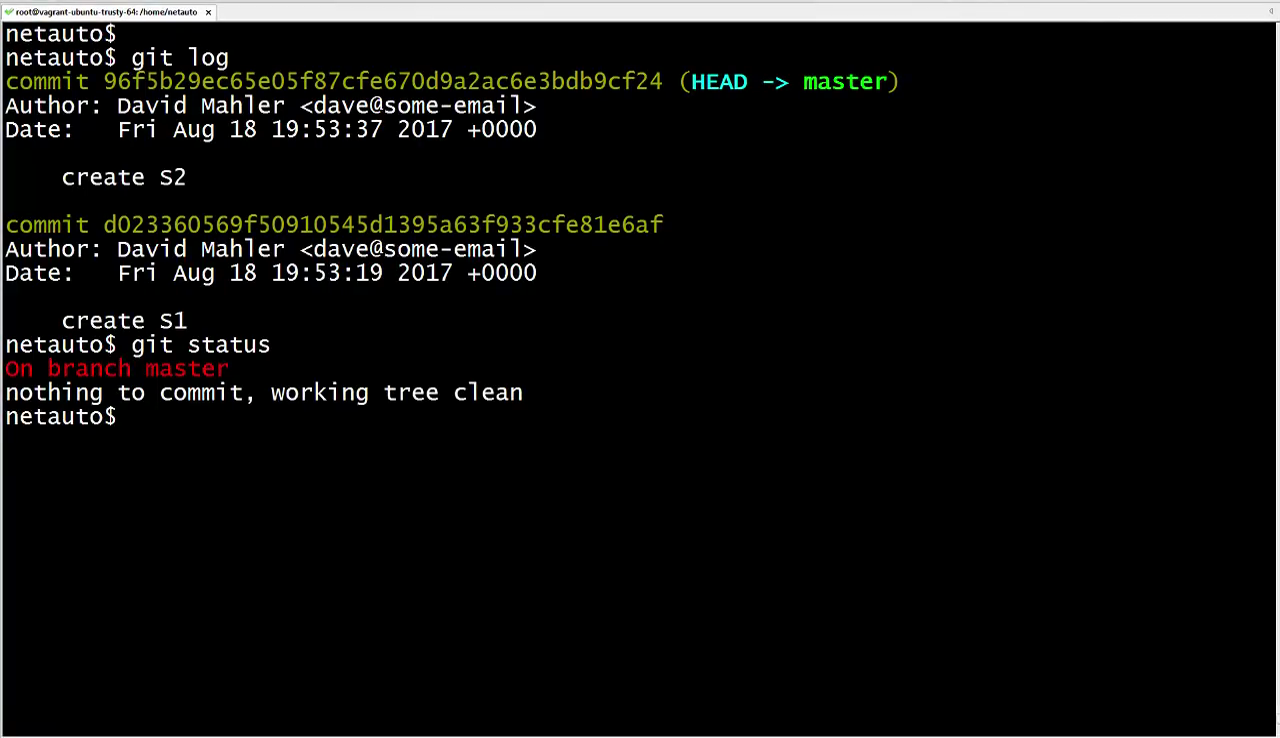 root@vagrant-ubuntu-trusty-64: /home/netauto
netauto$
netauto$ git log
commit 96f5b29ec65e05f87cfe670d9a2ac6e3bdb9cf24 (HEAD -> master)
Author: David Mahler <dave@some-email>
Date:   Fri Aug 18 19:53:37 2017 +0000
    create S2
commit d023360569f50910545d1395a63f933cfe81e6af
Author: David Mahler <dave@some-email>
Date:   Fri Aug 18 19:53:19 2017 +0000
    create S1
netauto$ git status
On branch master
nothing to commit, working tree clean
netauto$